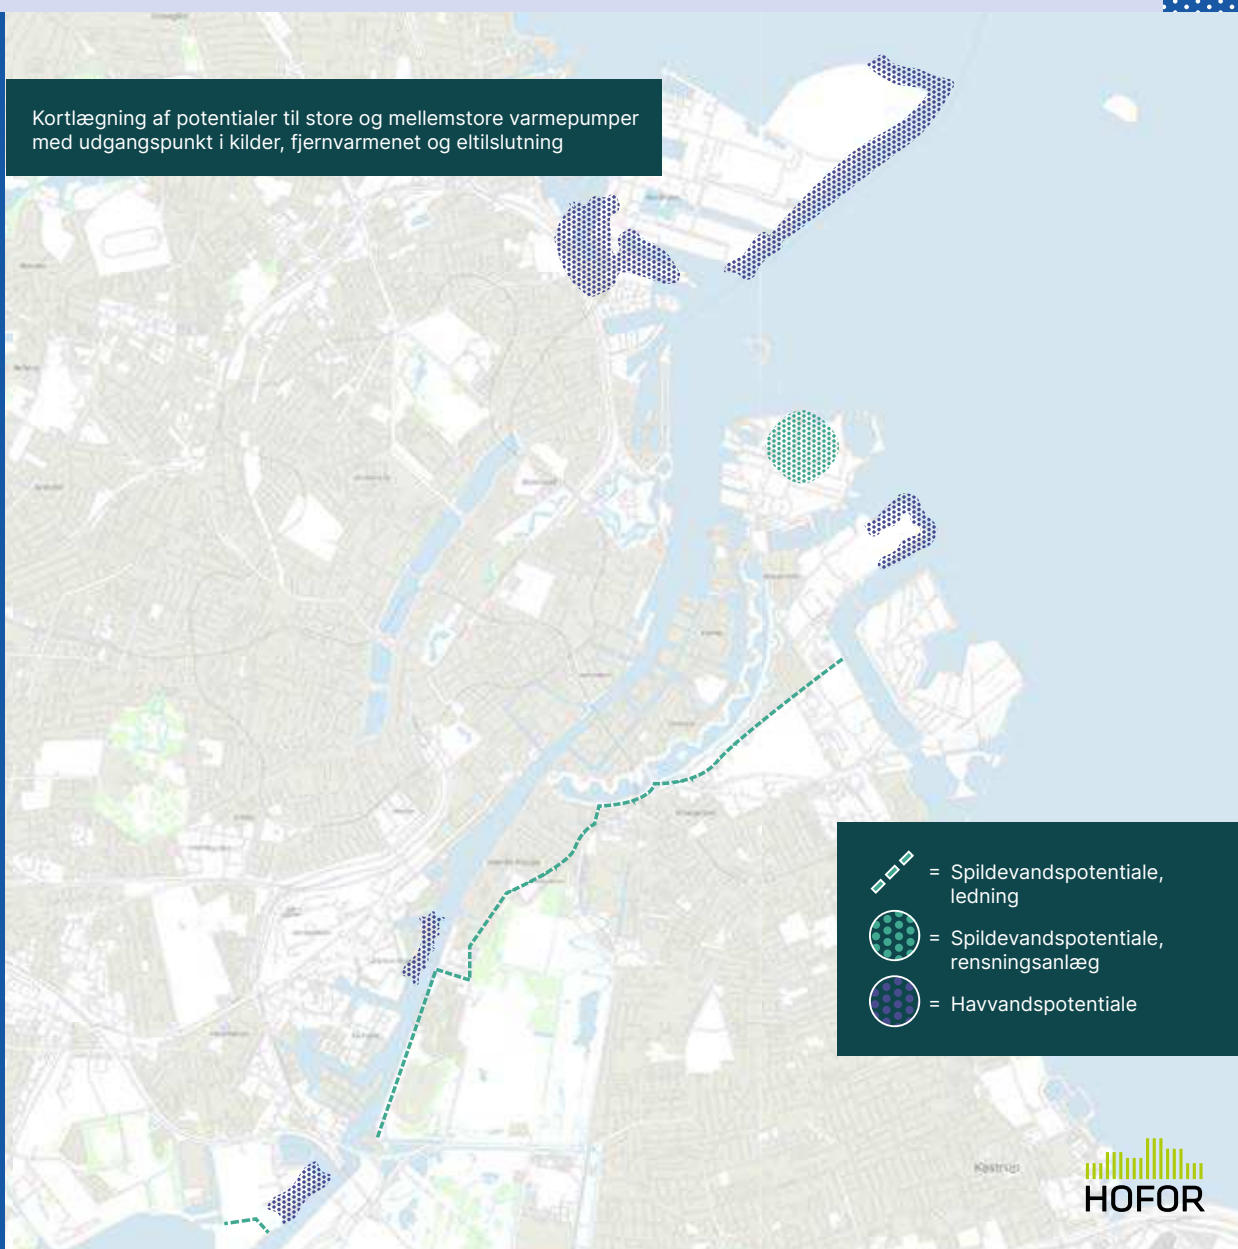 Kortlægning af potentialer til store og mellemstore varmepumper
med udgangspunkt i kilder, fjernvarmenet og eltilslutning
= Spildevandspotentiale,
ledning
= Spildevandspotentiale,
rensningsanlæg
= Havvandspotentiale
Kastrup
HOFOR